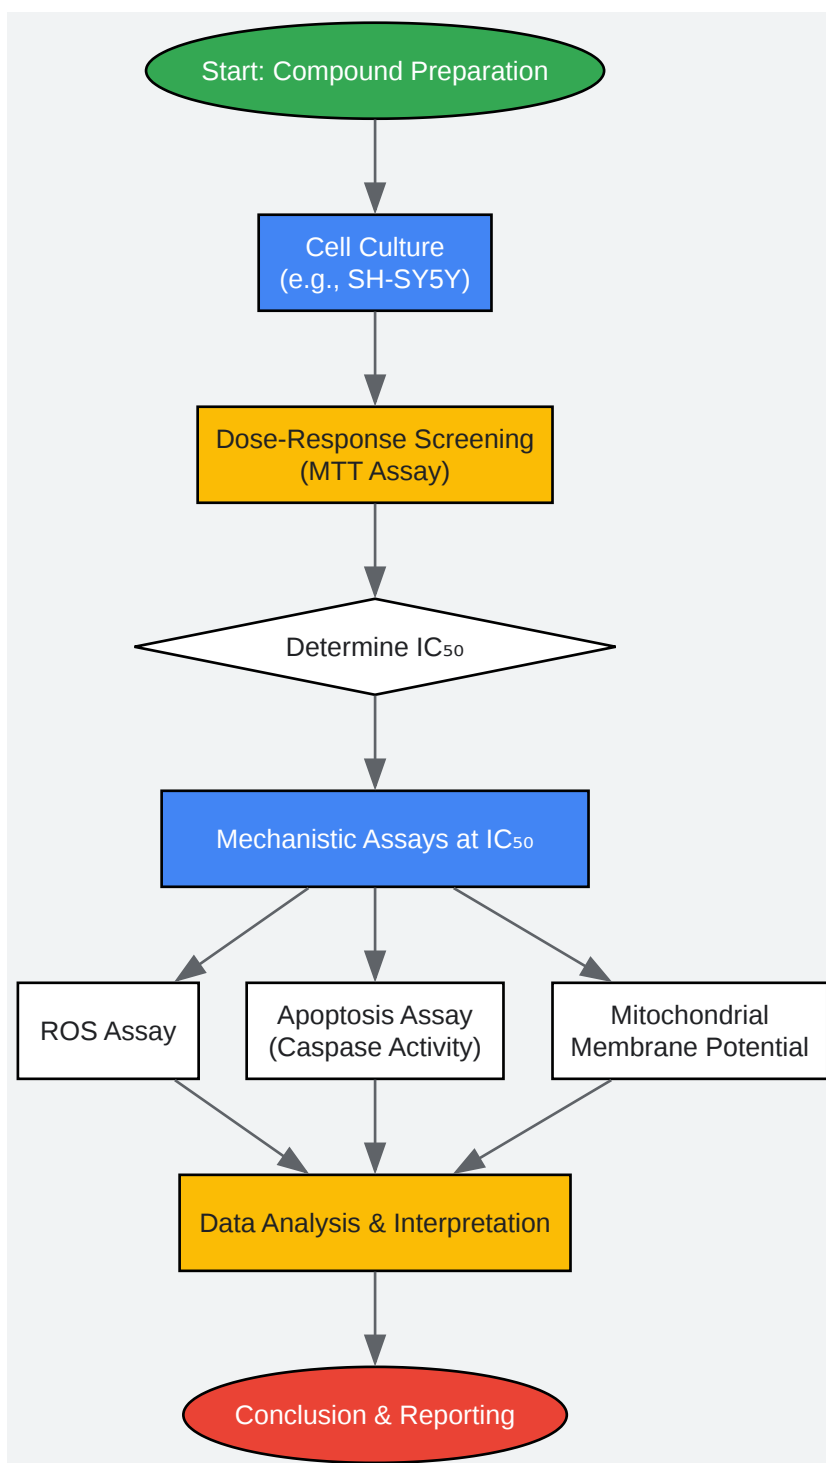 Start: Compound Preparation
Cell Culture
(e.g., SH-SY5Y)
Dose-Response Screening
(MTT Assay)
Determine IC₅₀
Mechanistic Assays at IC₅₀
ROS Assay
Apoptosis Assay
(Caspase Activity)
Mitochondrial
Membrane Potential
Data Analysis & Interpretation
Conclusion & Reporting